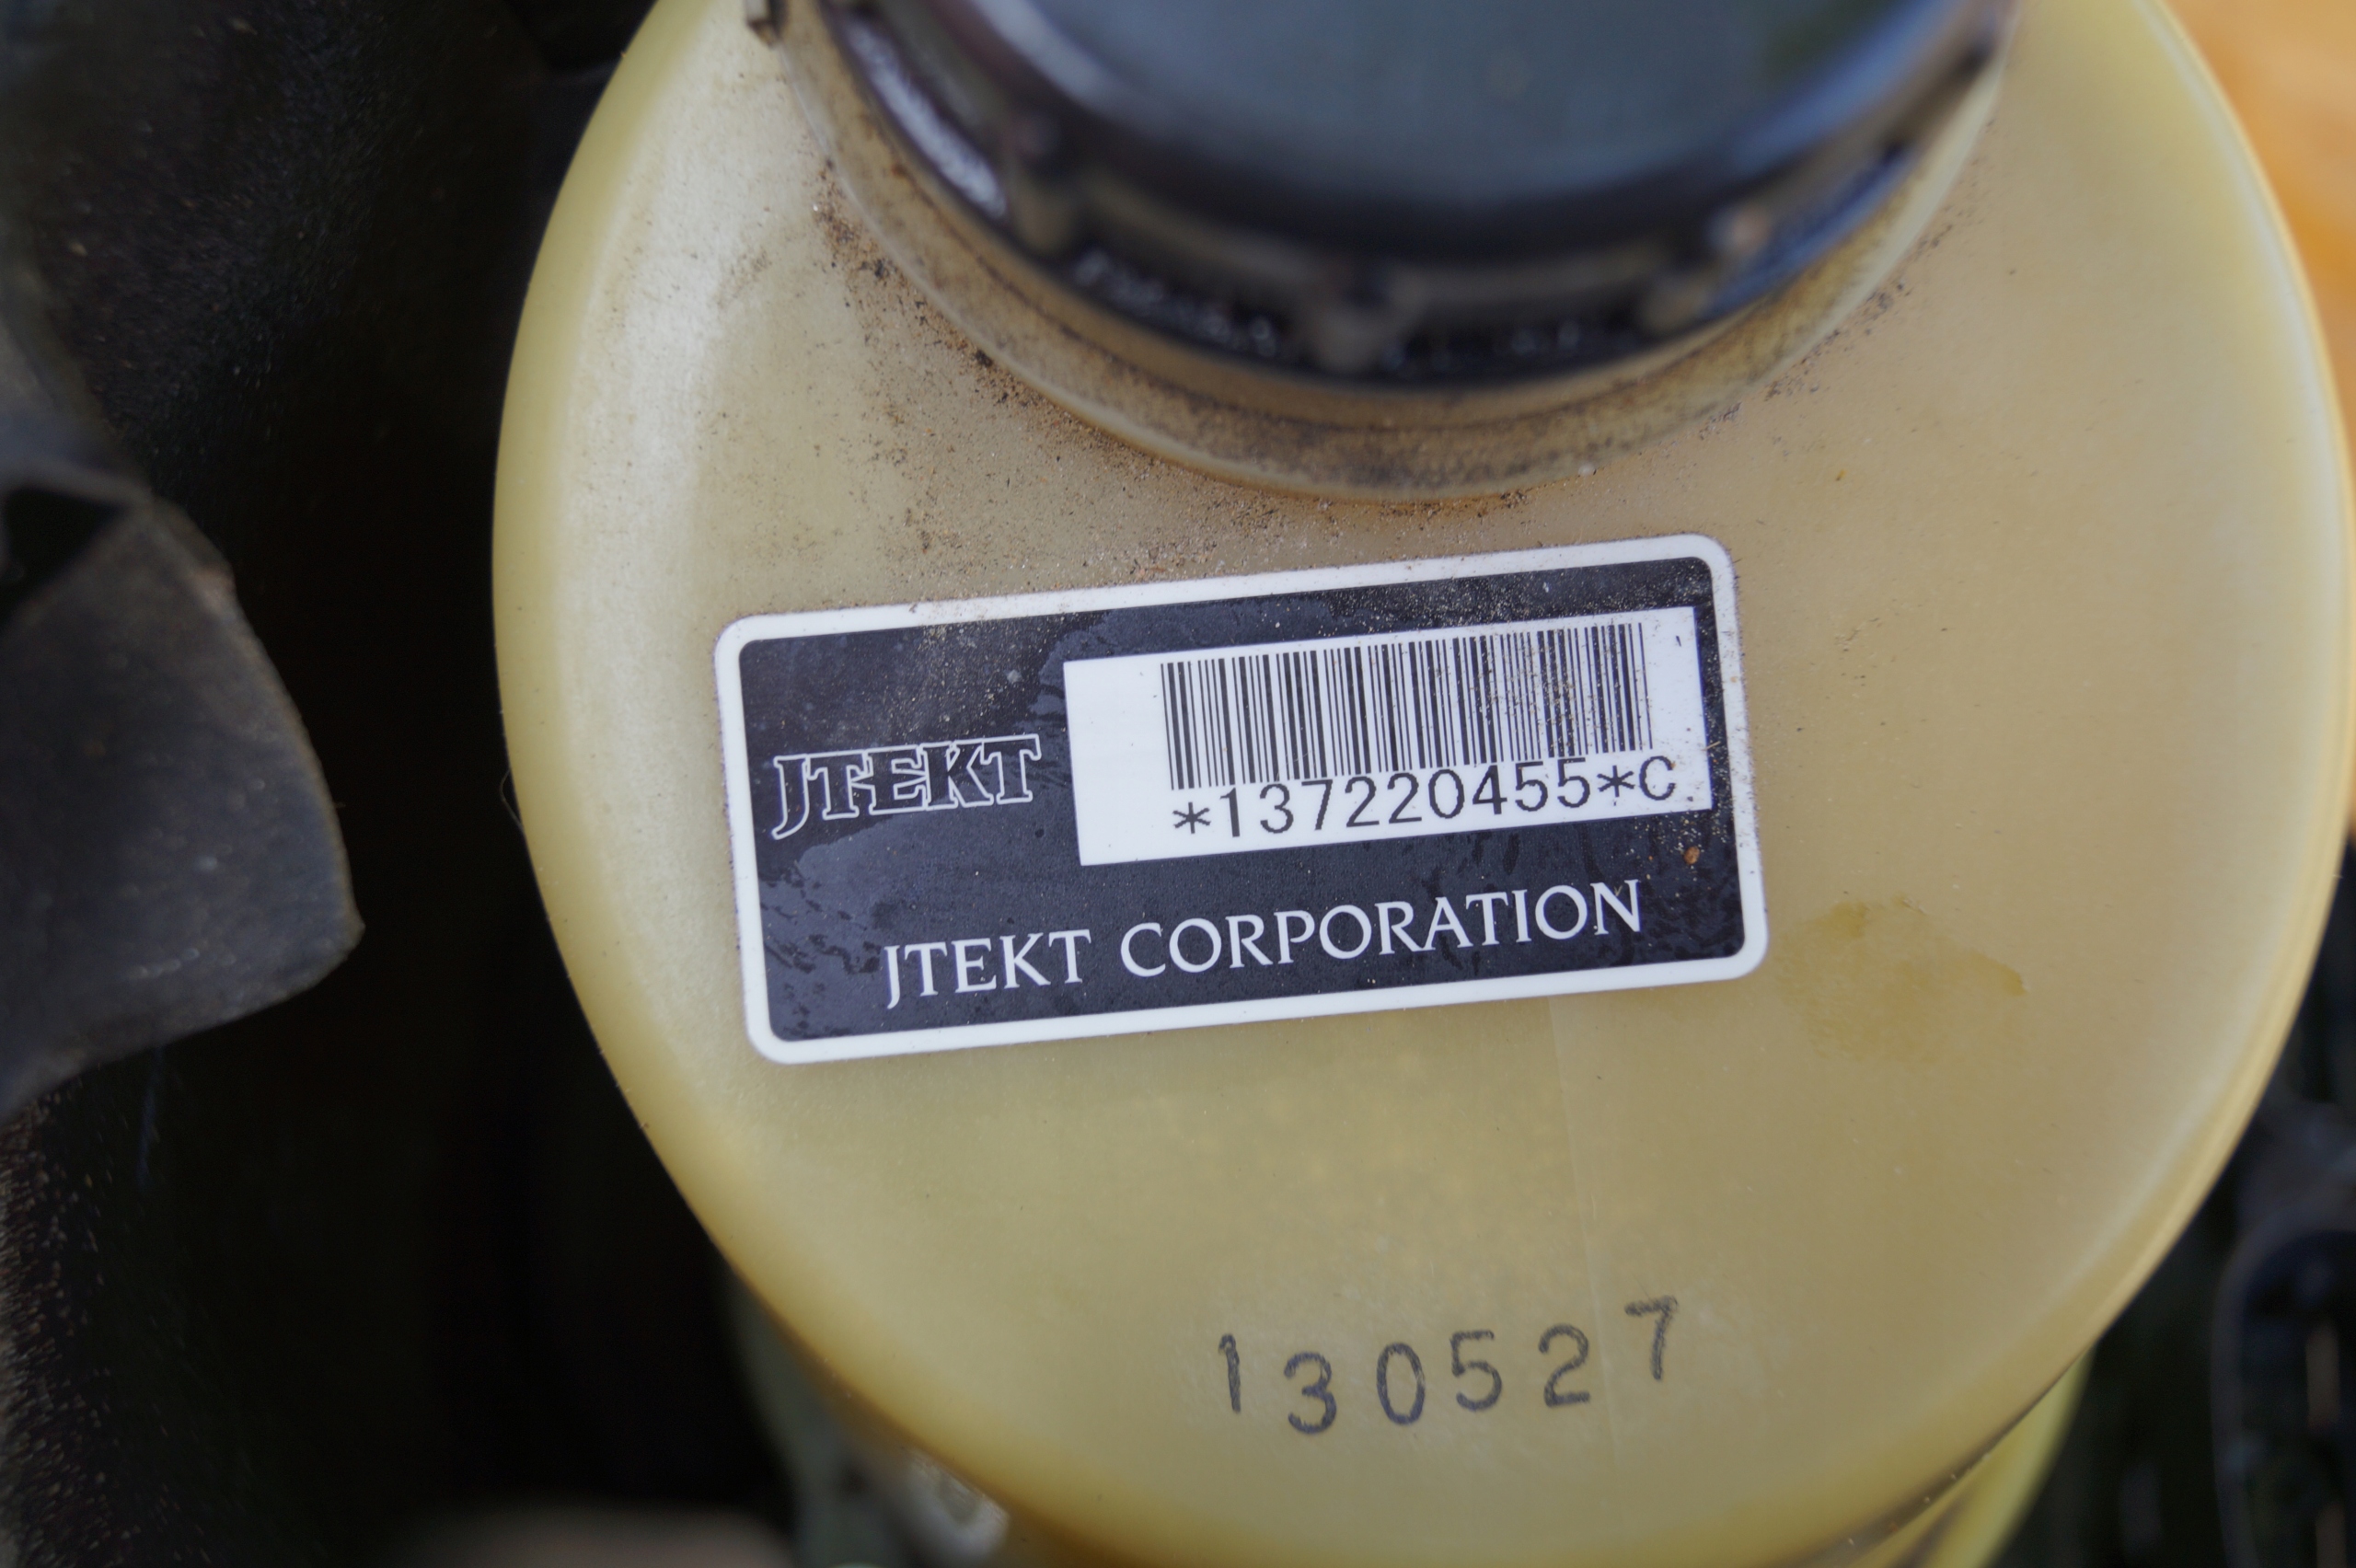 JTEKT
*137220455*C
JTEKT CORPORATION
130527